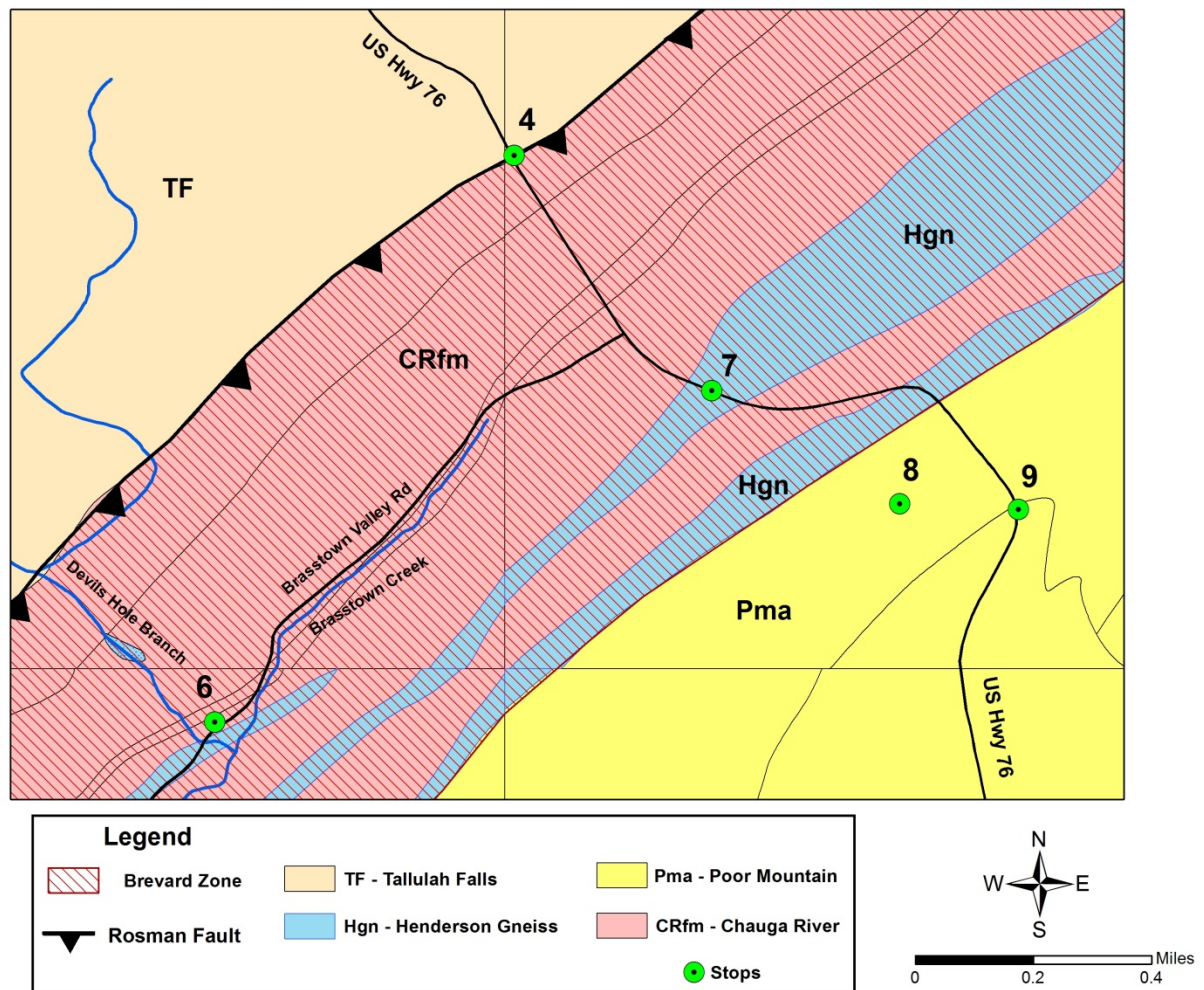 US Hwy 76
4
TF
Hgn
CRfm
7
Hgn
8
9
Brasstown Valley Rd
Brasstown Creek
Devils Hole Branch
Pma
6
US Hwy 76
Legend
Brevard Zone
TF - Tallulah Falls
Pma - Poor Mountain
Rosman Fault
Hgn - Henderson Gneiss
CRfm - Chauga River
Stops
N
W
E
S
Miles
0
0.2
0.4